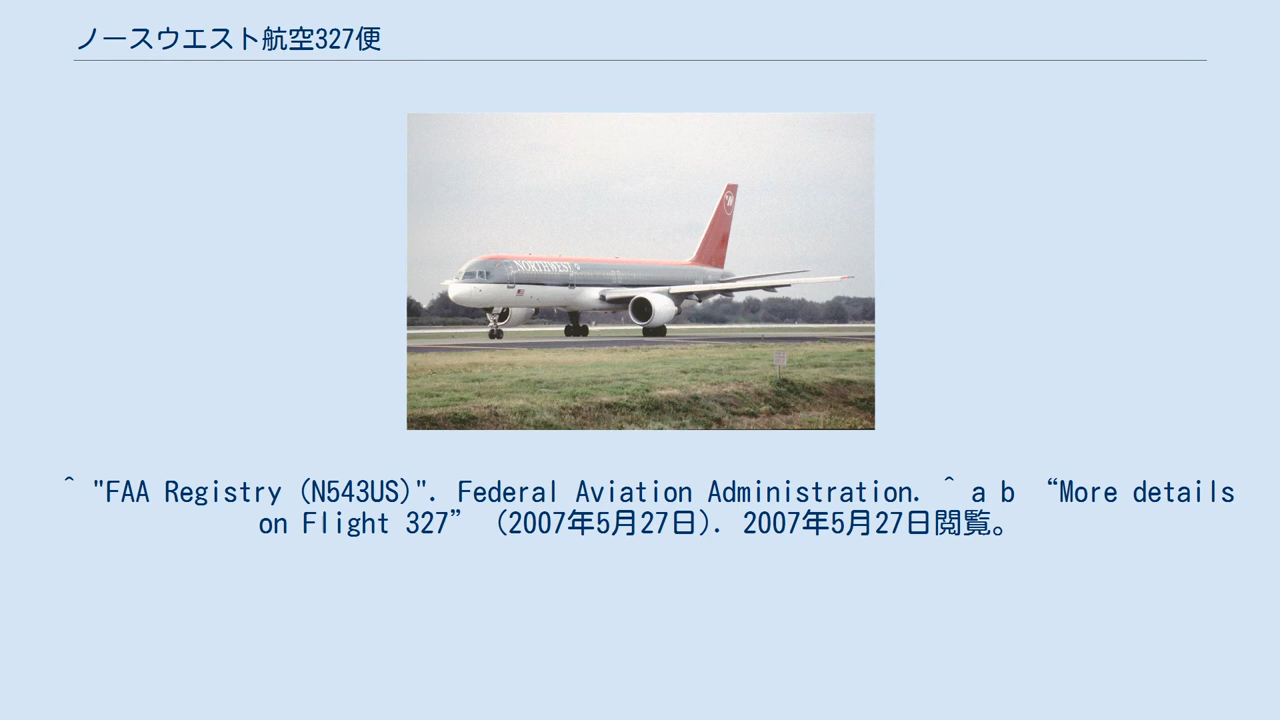 ノースウエスト航空327便
NORTHWEST
^ "FAA Registry (N543US)". Federal Aviation Administration. ^ a b “More details
on Flight 327” (2007年5月27日). 2007年5月27日閲覧。